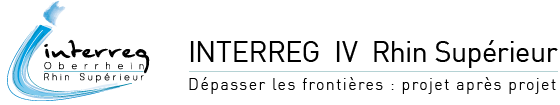 interreg
Oberrhein
Rhin Supérieur
INTERREG IV Rhin Supérieur
Dépasser les frontières : projet après projet